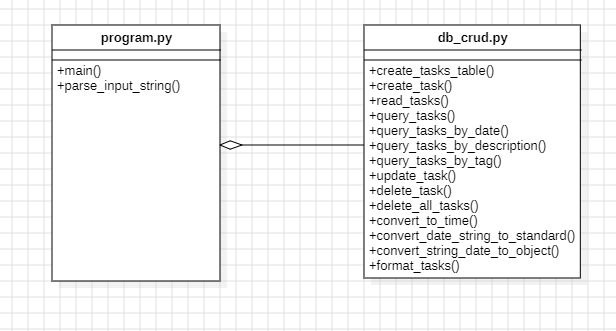 program.py
+main()
+parse_input_string()
db_crud.py
+create_tasks_table()
+create_task()
+read_tasks()
+query_tasks()
+query_tasks_by_date()
+query_tasks_by_description()
+query_tasks_by_tag()
+update_task()
+delete_task()
+delete_all_tasks()
+convert_to_time()
+convert_date_string_to_standard()
+convert_string_date_to_object()
+format_tasks()